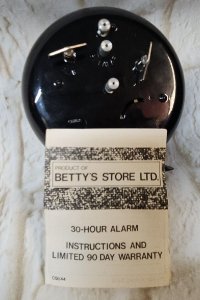 PRODUCT OF
BETTY'S STORE LTD.
30-HOUR ALARM
INSTRUCTIONS AND
LIMITED 90 DAY WARRANTY